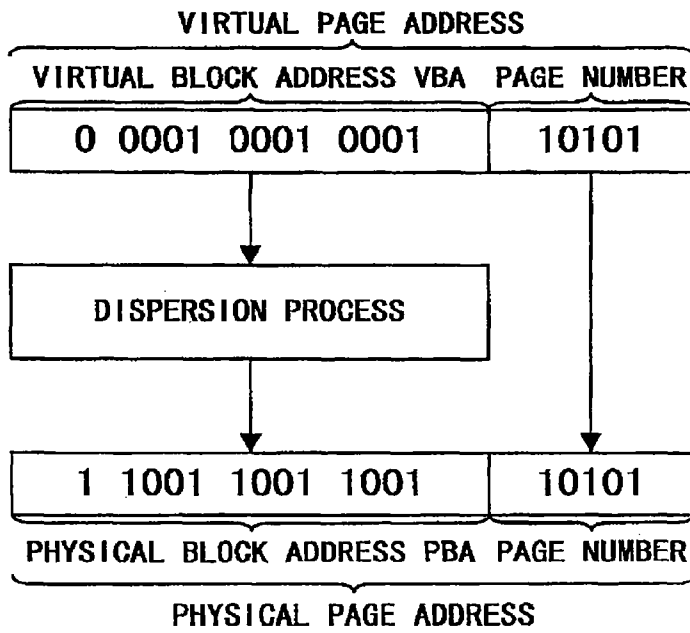 VIRTUAL PAGE ADDRESS
VIRTUAL BLOCK ADDRESS VBA PAGE NUMBER
0 0001 0001 0001 10101
DISPERSION PROCESS
1 1001 1001 1001 10101
PHYSICAL BLOCK ADDRESS PBA PAGE NUMBER
PHYSICAL PAGE ADDRESS